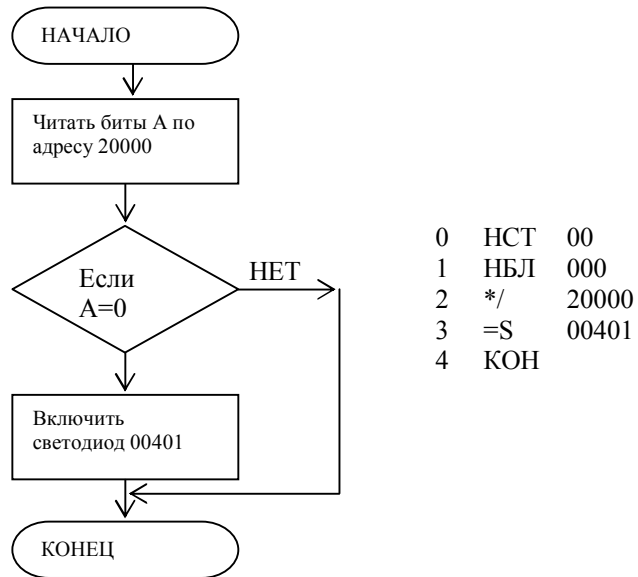 НАЧАЛО
Читать биты А по
адресу 20000
Если
А=0
НЕТ
Включить
светодиод 00401
КОНЕЦ
0 НСТ 00
1 НБЛ 000
2 */ 20000
3 =S 00401
4 КОН